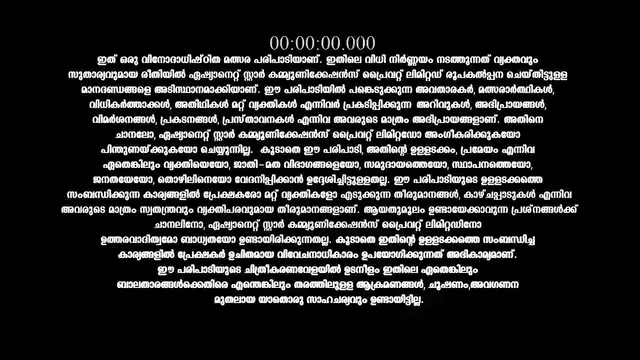 00:00:00.000
ഇത് ഒരു വിനോദാധിഷ്ഠിത മത്സര പരിപാടിയാണ്. ഇതിലെ വിധി നിർണ്ണയം നടത്തുന്നത് വ്യക്തവും
സുതാര്യവുമായ രീതിയിൽ ഏഷ്യാനെറ്റ് സ്റ്റാർ കമ്മ്യൂണിക്കേഷൻസ് പ്രൈവറ്റ് ലിമിറ്റഡ് രൂപകൽപ്പന ചെയ്തിട്ടുള്ള
മാനദണ്ഡങ്ങളെ അടിസ്ഥാനമാക്കിയാണ്. ഈ പരിപാടിയിൽ പങ്കെടുക്കുന്ന അവതാരകർ, മത്സരാർത്ഥികൾ,
വിധികർത്താക്കൾ, അതിഥികൾ മറ്റ് വ്യക്തികൾ എന്നിവർ പ്രകടിപ്പിക്കുന്ന അറിവുകൾ, അഭിപ്രായങ്ങൾ,
വിമർശനങ്ങൾ, പ്രകടനങ്ങൾ, പ്രസ്താവനകൾ എന്നിവ അവരുടെ മാത്രം അഭിപ്രായങ്ങളാണ്. അതിനെ
ചാനലോ, ഏഷ്യാനെറ്റ് സ്റ്റാർ കമ്മ്യൂണിക്കേഷൻസ് പ്രൈവറ്റ് ലിമിറ്റഡോ അംഗീകരിക്കുകയോ
പിന്തുണയ്ക്കുകയോ ചെയ്യുന്നില്ല. കൂടാതെ ഈ പരിപാടി, അതിന്റെ ഉള്ളടക്കം, പ്രമേയം എന്നിവ
ഏതെങ്കിലും വ്യക്തിയെയോ, ജാതി-മത വിഭാഗങ്ങളെയോ, സമുദായത്തെയോ, സ്ഥാപനത്തെയോ,
ജനതയേയോ, തൊഴിലിനെയോ വേദനിപ്പിക്കാൻ ഉദ്ദേശിച്ചിട്ടുള്ളതല്ല. ഈ പരിപാടിയുടെ ഉള്ളടക്കത്തെ
സംബന്ധിക്കുന്ന കാര്യങ്ങളിൽ പ്രേക്ഷകരോ മറ്റ് വ്യക്തികളോ എടുക്കുന്ന തീരുമാനങ്ങൾ, കാഴ്ചപ്പാടുകൾ എന്നിവ
അവരുടെ മാത്രം സ്വതന്ത്രവും വ്യക്തിപരവുമായ തീരുമാനങ്ങളാണ്. ആയതുമൂലം ഉണ്ടായേക്കാവുന്ന പ്രശ്നങ്ങൾക്ക്
ചാനലിനോ, ഏഷ്യാനെറ്റ് സ്റ്റാർ കമ്മ്യൂണിക്കേഷൻസ് പ്രൈവറ്റ് ലിമിറ്റഡിനോ
ഉത്തരവാദിത്വമോ ബാധ്യതയോ ഉണ്ടായിരിക്കുന്നതല്ല. കൂടാതെ ഇതിന്റെ ഉള്ളടക്കത്തെ സംബന്ധിച്ച
കാര്യങ്ങളിൽ പ്രേക്ഷകർ ഉചിതമായ വിവേചനാധികാരം ഉപയോഗിക്കുന്നത് അഭികാമ്യമാണ്.
ഈ പരിപാടിയുടെ ചിത്രീകരണവേളയിൽ ഉടനീളം ഇതിലെ ഏതെങ്കിലും
ബാലതാരങ്ങൾക്കെതിരെ എന്തെങ്കിലും തരത്തിലുള്ള ആക്രമണങ്ങൾ, ചൂഷണം,അവഗണന
മുതലായ യാതൊരു സാഹചര്യവും ഉണ്ടായിട്ടില്ല.